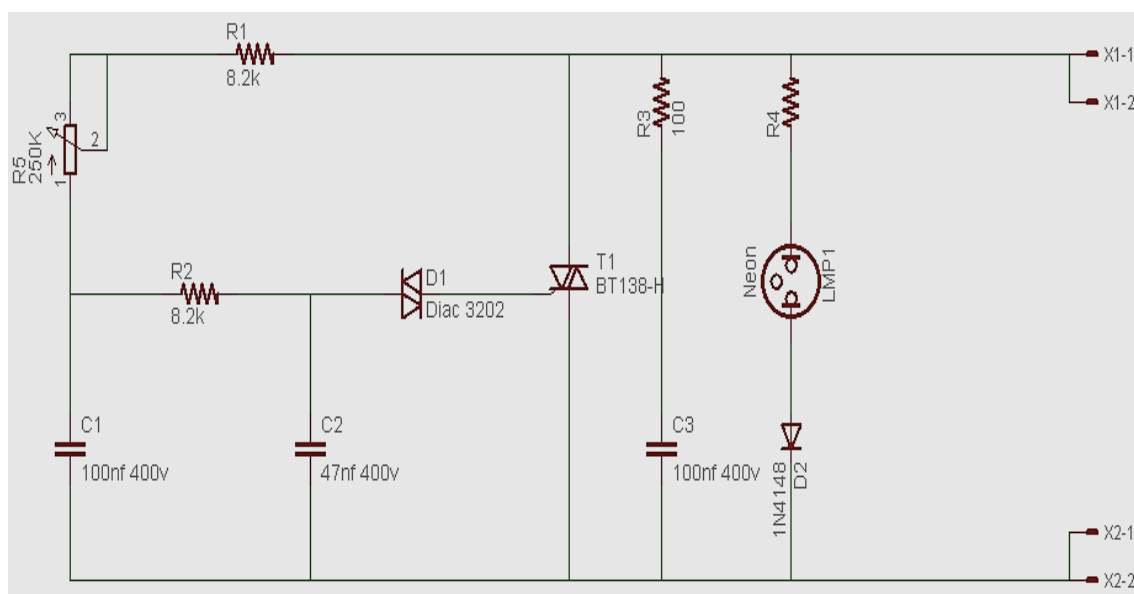 R1
8.2k
X1-1
X1-2
3
2
1
R5
250K
R3
100
R4
R2
8.2k
D1
Diac 3202
T1
BT138-H
Neon
LMP1
C1
100nf 400v
C2
47nf 400v
C3
100nf 400v
1N4148
D2
X2-1
X2-2